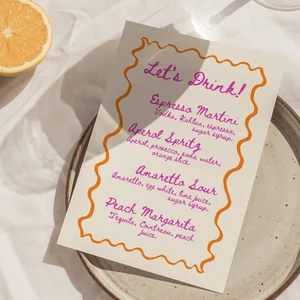 Let's Drink!
Espresso Martini
Vodka, Kahlua, espresso,
sugar syrup.
Aperol Spritz
Aperol, prosecco, soda water,
orange slice.
Amaretto Sour
Amaretto, egg white, lime juice,
sugar syrup.
Peach Margarita
Tequila, Cointreau, peach
juice.